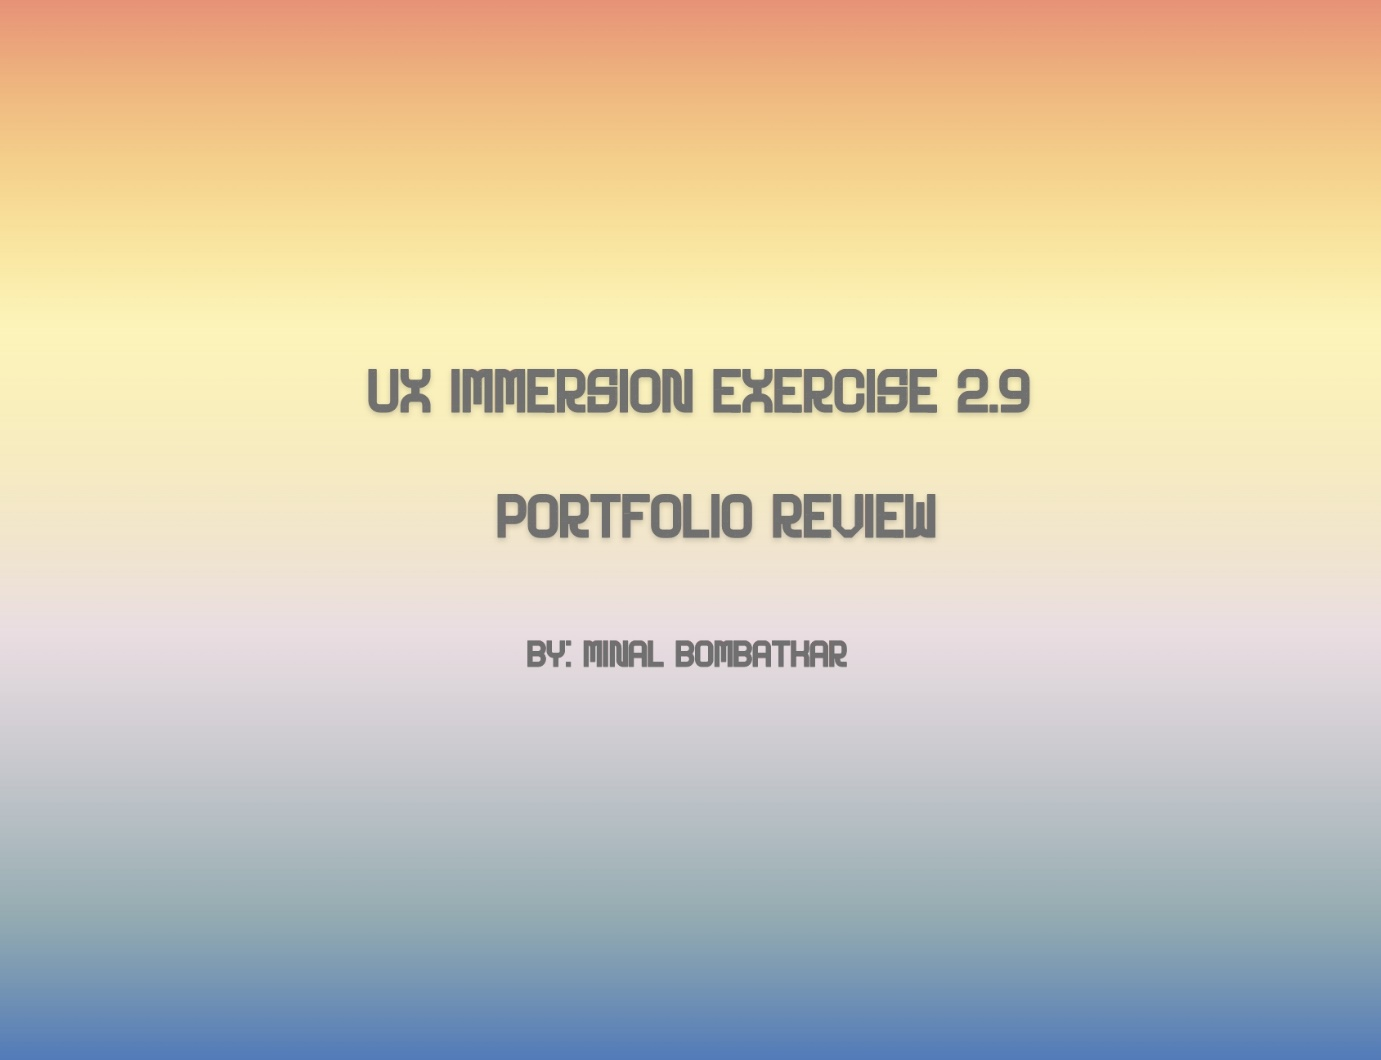 UX IMMERSION EXERCISE 2.9
PORTFOLIO REVIEW
BY: MINAL BOMBATKAR